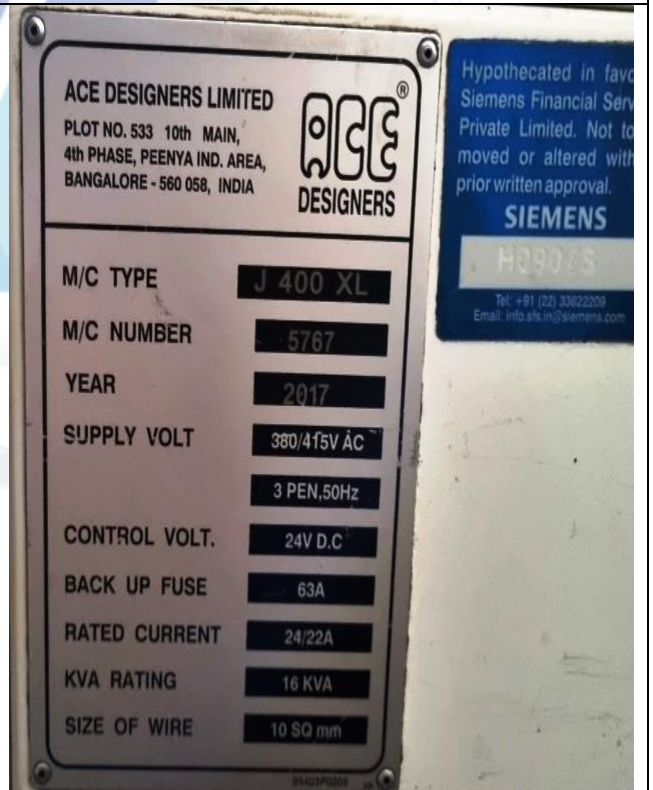 ACE DESIGNERS LIMITED
PLOT NO. 533 10th MAIN,
4th PHASE, PEENYA IND. AREA,
BANGALORE - 560 058, INDIA
ACE ®
DESIGNERS
M/C TYPE J 400 XL
M/C NUMBER 5767
YEAR 2017
SUPPLY VOLT 380/415V AC
3 PEN,50Hz
CONTROL VOLT. 24V D.C
BACK UP FUSE 63A
RATED CURRENT 24/22A
KVA RATING 16 KVA
SIZE OF WIRE 10 SQ mm
Hypothecated in favo
Siemens Financial Serv
Private Limited. Not to
moved or altered with
prior written approval.
SIEMENS
Tel: +91 (22) 33622209
Email: info.sfs.in@siemens.com